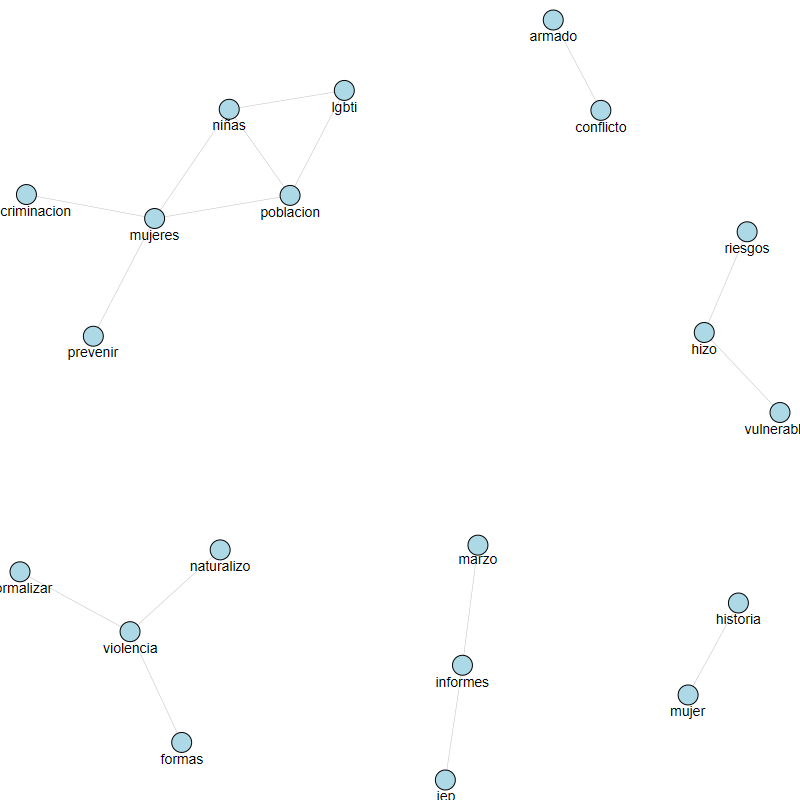 armado
lgbti
niñas
conflicto
criminacion
poblacion
mujeres
riesgos
hizo
prevenir
vulnerabl
marzo
naturalizo
ormalizar
historia
violencia
informes
mujer
formas
jep